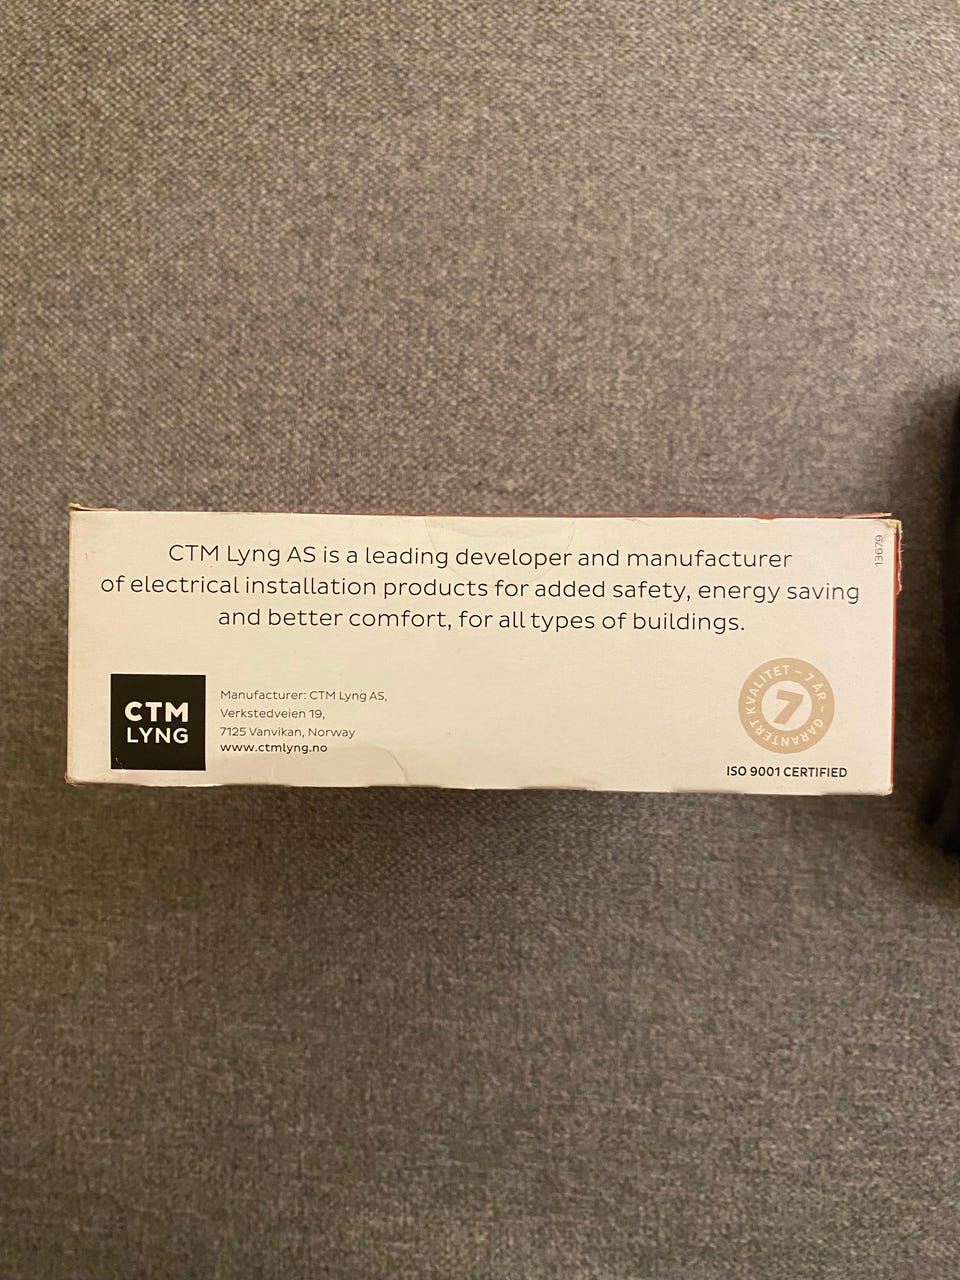 CTM Lyng AS is a leading developer and manufacturer
of electrical installation products for added safety, energy saving
and better comfort, for all types of buildings.
13679
CTM
LYNG
Manufacturer: CTM Lyng AS,
Verkstedveien 19,
7125 Vanvikan, Norway
www.ctmlyng.no
GARANTERT KVALITET - 7 ÅR -
7
ISO 9001 CERTIFIED